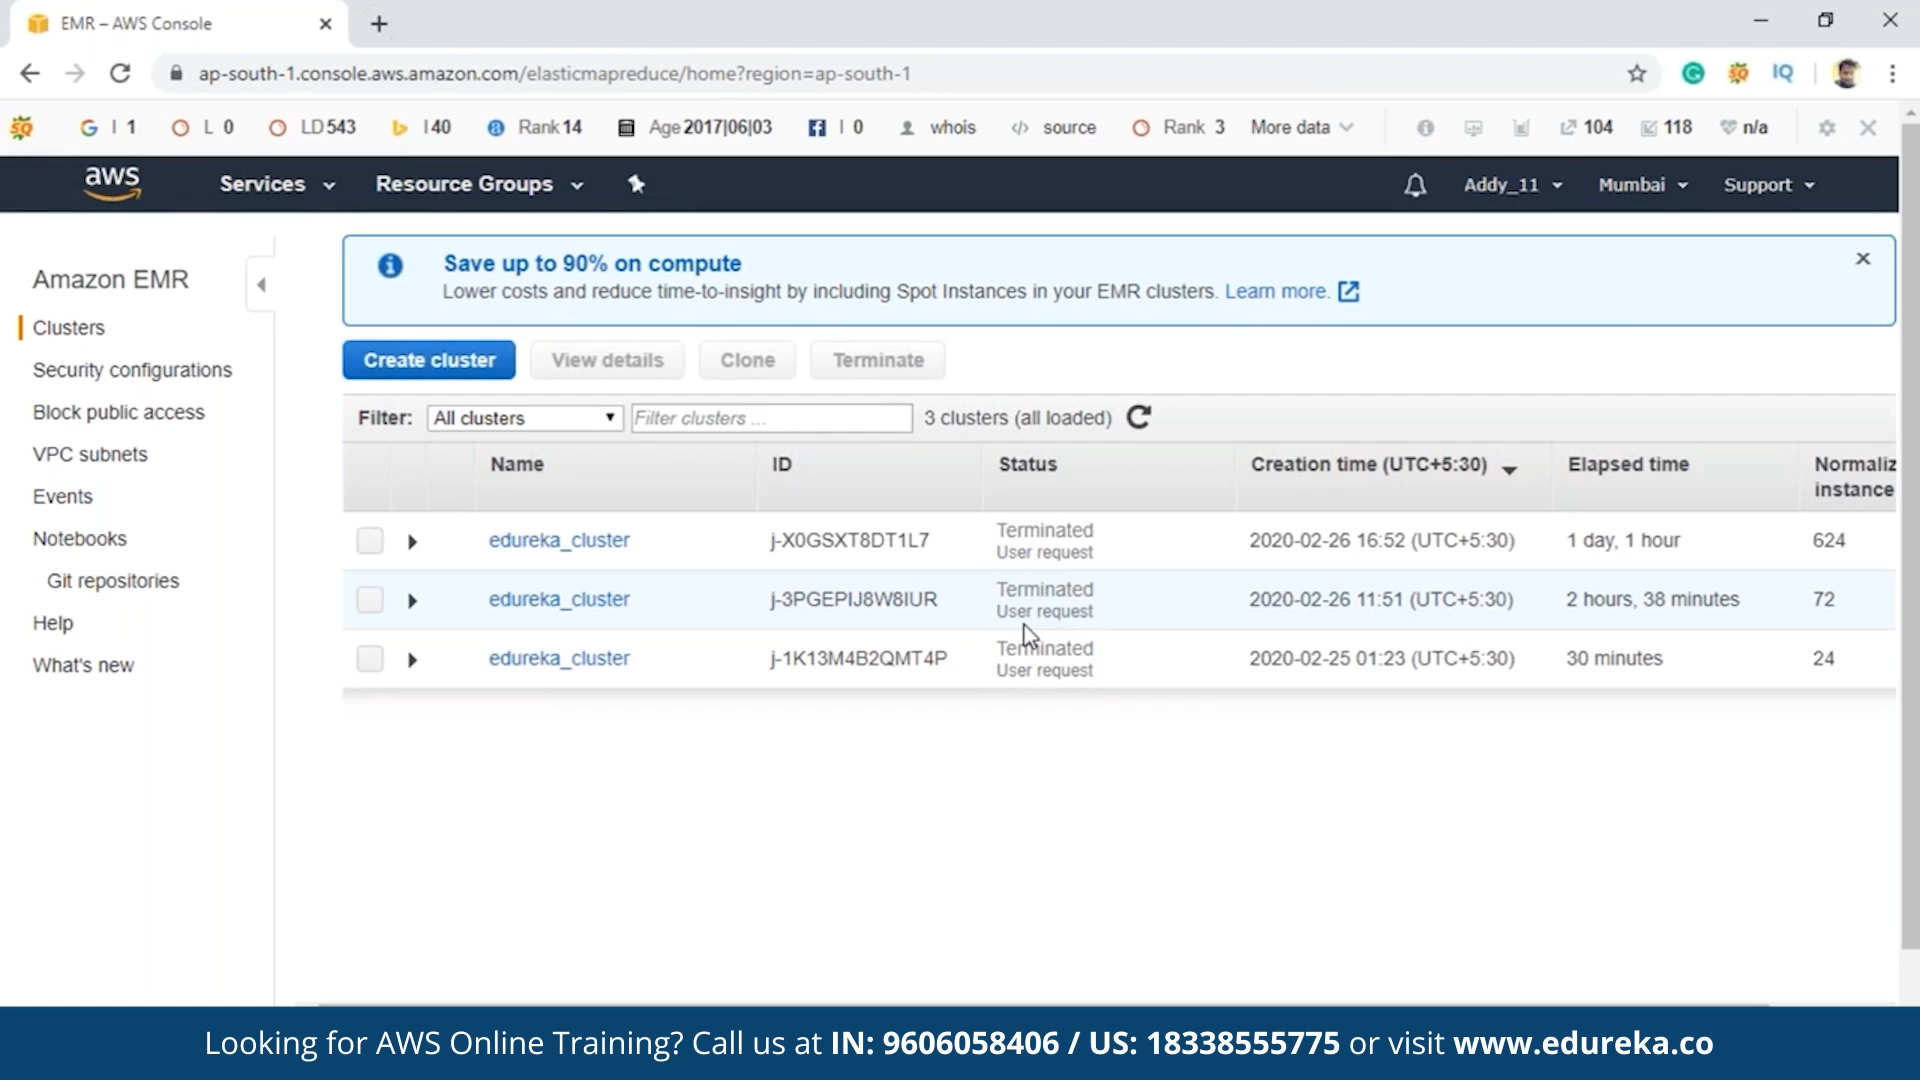 EMR – AWS Console
ap-south-1.console.aws.amazon.com/elasticmapreduce/home?region=ap-south-1
IQ
SQ
I 1
L 0
LD 543
I 40
Rank 14
Age 2017|06|03
I 0
whois
source
Rank 3
More data
104
118
n/a
aws
Services
Resource Groups
Addy_11
Mumbai
Support
Amazon EMR
Clusters
Security configurations
Block public access
VPC subnets
Events
Notebooks
Git repositories
Help
What's new
Save up to 90% on compute
Lower costs and reduce time-to-insight by including Spot Instances in your EMR clusters. Learn more.
Create cluster
View details
Clone
Terminate
Filter: All clusters Filter clusters ... 3 clusters (all loaded)
Name ID Status Creation time (UTC+5:30) Elapsed time Normaliz
instance
edureka_cluster j-X0GSXT8DT1L7 Terminated 2020-02-26 16:52 (UTC+5:30) 1 day, 1 hour 624
User request
edureka_cluster j-3PGEPIJ8W8IUR Terminated 2020-02-26 11:51 (UTC+5:30) 2 hours, 38 minutes 72
User request
edureka_cluster j-1K13M4B2QMT4P Terminated 2020-02-25 01:23 (UTC+5:30) 30 minutes 24
User request
Looking for AWS Online Training? Call us at IN: 9606058406 / US: 18338555775 or visit www.edureka.co